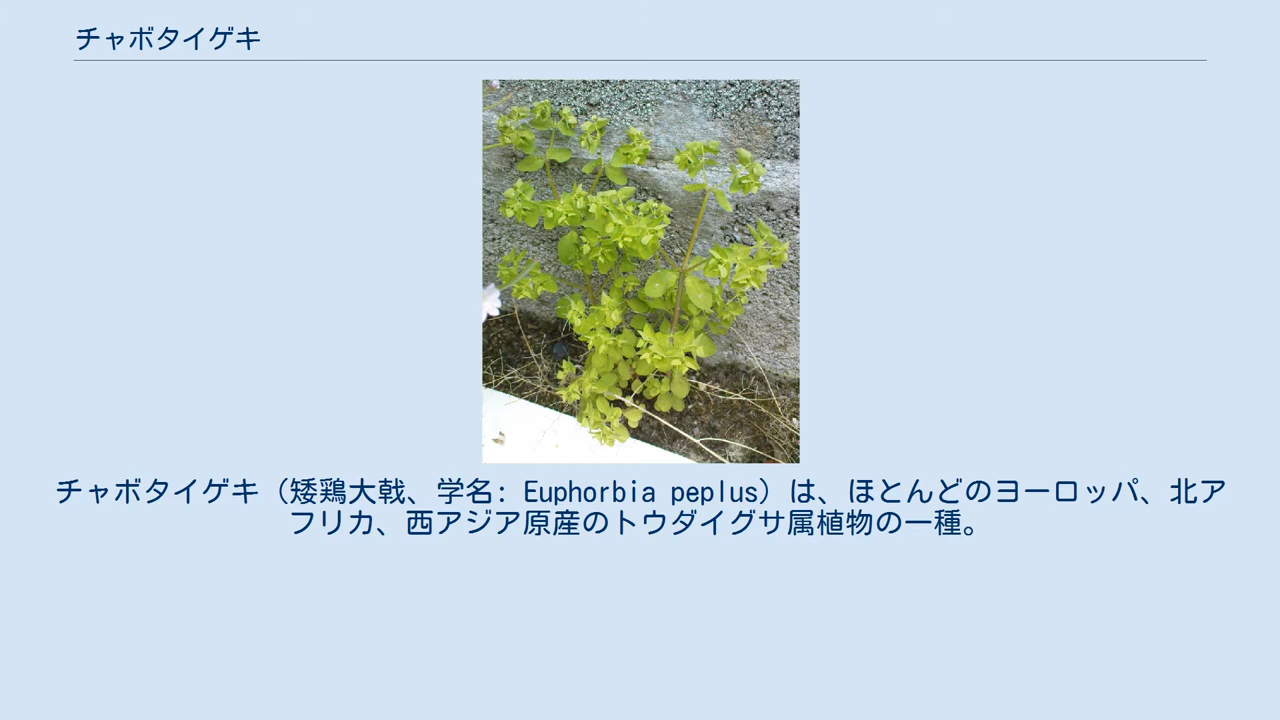 チャボタイゲキ
チャボタイゲキ（矮鶏大戟、学名: Euphorbia peplus）は、ほとんどのヨーロッパ、北ア
フリカ、西アジア原産のトウダイグサ属植物の一種。